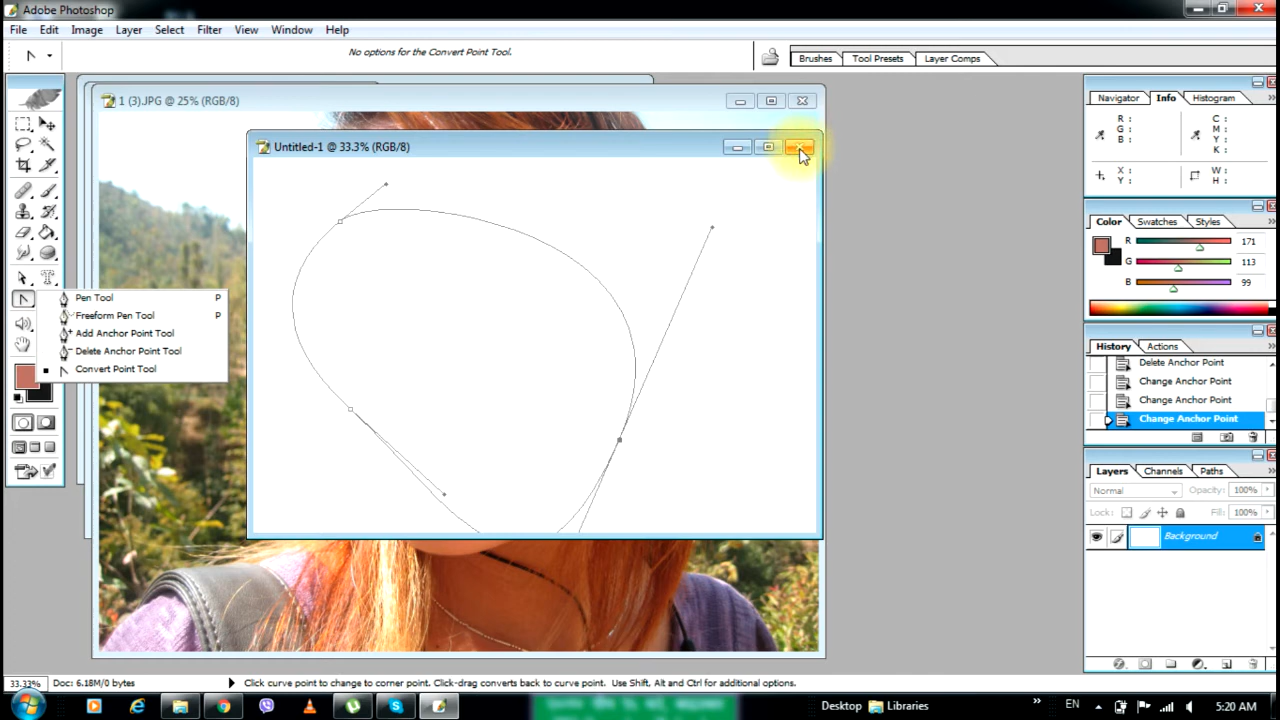 Adobe Photoshop
File Edit Image Layer Select Filter View Window Help
No options for the Convert Point Tool.
Brushes Tool Presets Layer Comps
1 (3).JPG @ 25% (RGB/8)
Untitled-1 @ 33.3% (RGB/8)
Pen Tool P
Freeform Pen Tool P
Add Anchor Point Tool
Delete Anchor Point Tool
Convert Point Tool
Navigator Info Histogram
R : C :
G : M :
B : Y :
K :
X : W :
Y : H :
Color Swatches Styles
R 171
G 113
B 99
History Actions
Delete Anchor Point
Change Anchor Point
Change Anchor Point
Change Anchor Point
Layers Channels Paths
Normal Opacity: 100%
Lock: Fill: 100%
Background
33.33% Doc: 6.18M/0 bytes Click curve point to change to corner point. Click-drag converts back to curve point. Use Shift, Alt and Ctrl for additional options.
Desktop Libraries EN 5:20 AM